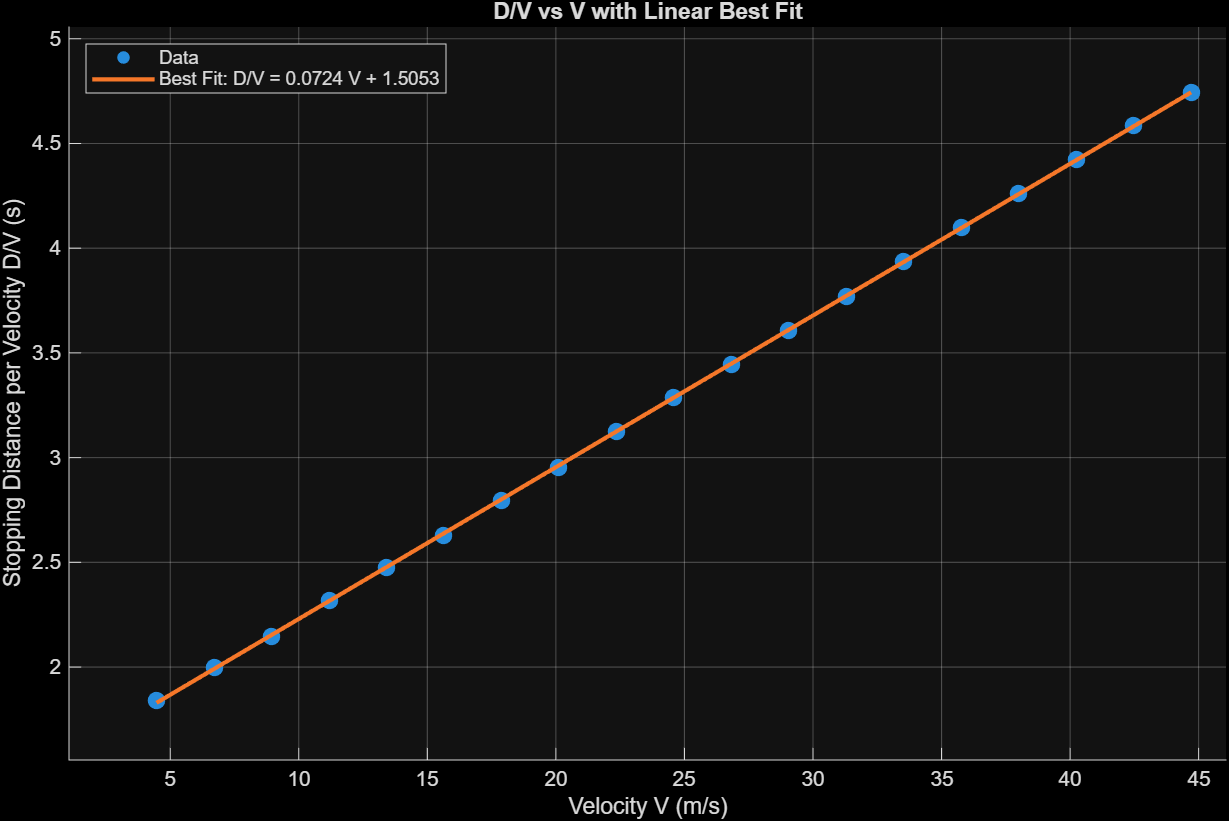 D/V vs V with Linear Best Fit
Data
Best Fit: D/V = 0.0724 V + 1.5053
Stopping Distance per Velocity D/V (s)
5
4.5
4
3.5
3
2.5
2
5 10 15 20 25 30 35 40 45
Velocity V (m/s)